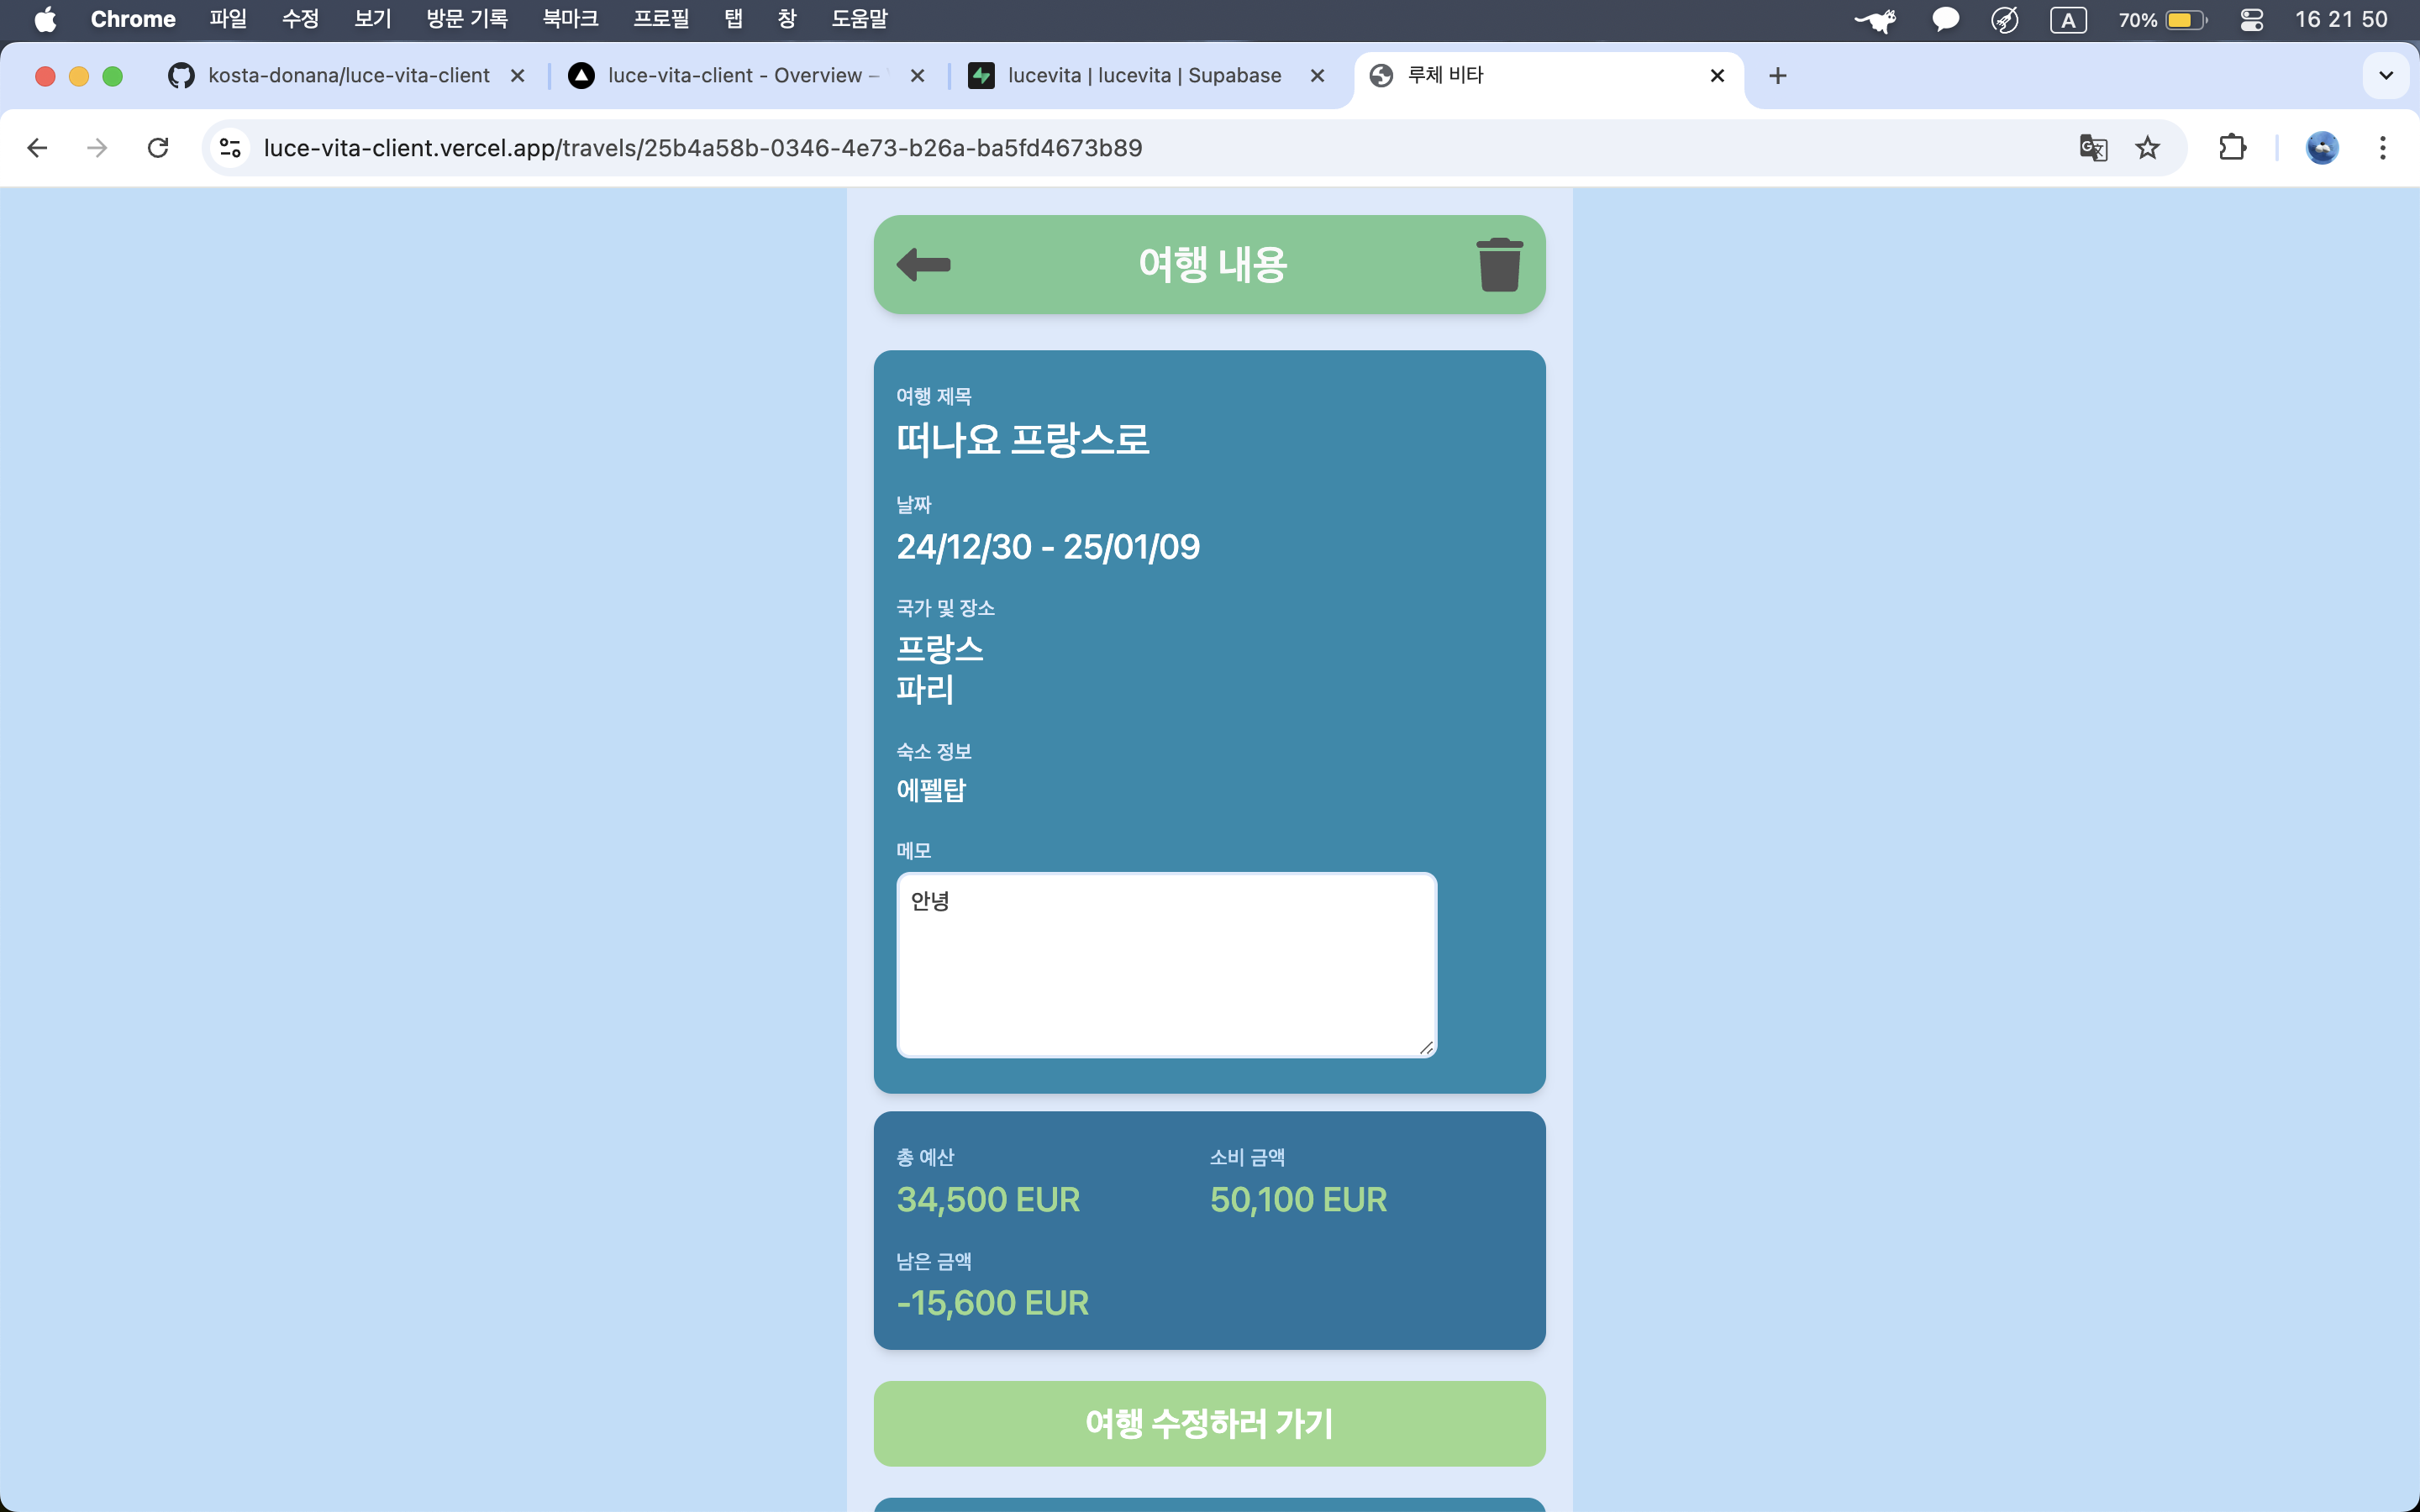 Chrome 파일 수정 보기 방문 기록 북마크 프로필 탭 창 도움말 A 70% 16 21 50
kosta-donana/luce-vita-client luce-vita-client - Overview – lucevita | lucevita | Supabase 루체 비타
luce-vita-client.vercel.app/travels/25b4a58b-0346-4e73-b26a-ba5fd4673b89
여행 내용
여행 제목
떠나요 프랑스로
날짜
24/12/30 - 25/01/09
국가 및 장소
프랑스
파리
숙소 정보
에펠탑
메모
안녕
총 예산 소비 금액
34,500 EUR 50,100 EUR
남은 금액
-15,600 EUR
여행 수정하러 가기